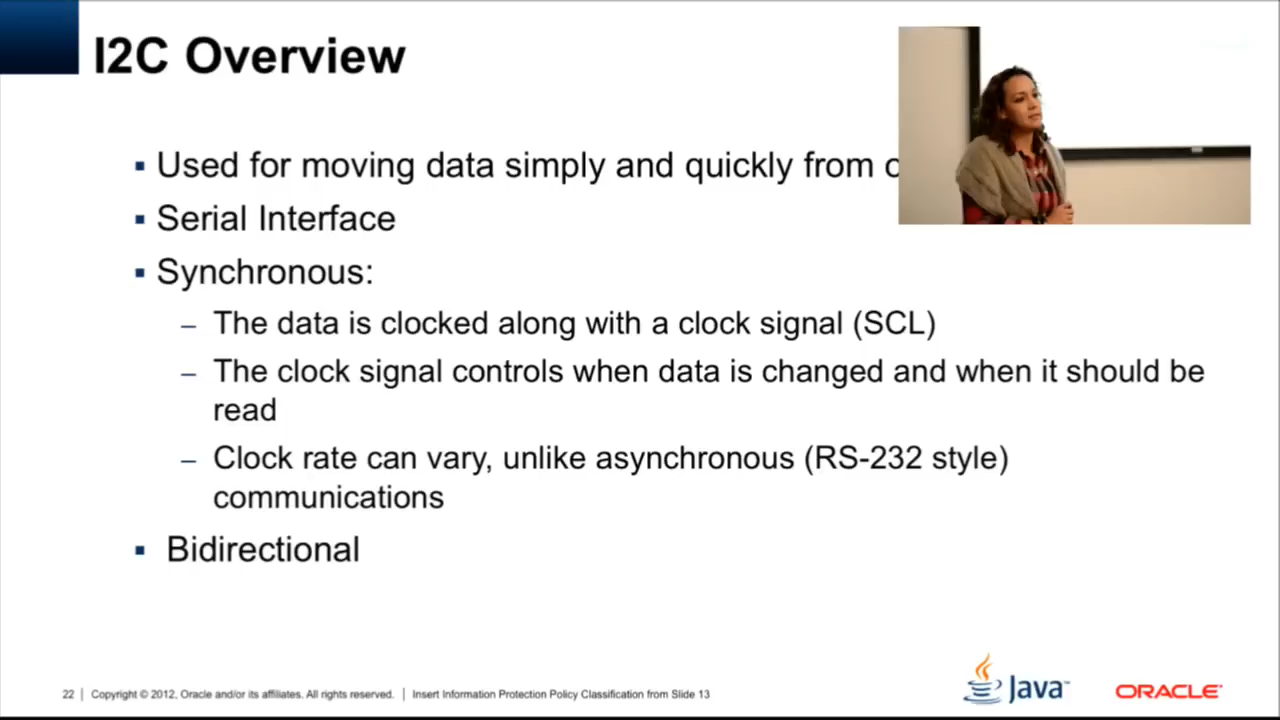 I2C Overview
Used for moving data simply and quickly from
Serial Interface
Synchronous:
– The data is clocked along with a clock signal (SCL)
– The clock signal controls when data is changed and when it should be
read
– Clock rate can vary, unlike asynchronous (RS-232 style)
communications
Bidirectional
22 | Copyright © 2012, Oracle and/or its affiliates. All rights reserved. | Insert Information Protection Policy Classification from Slide 13
Java™
ORACLE®